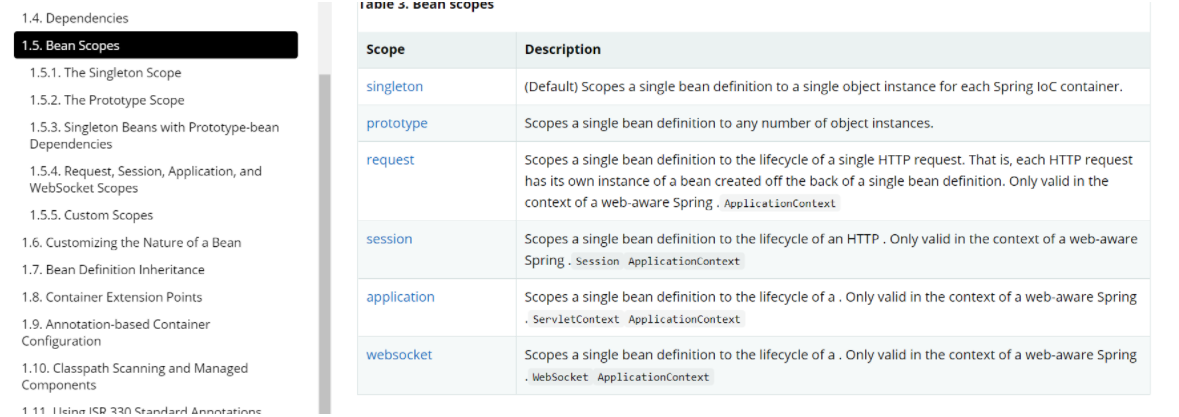 1.4. Dependencies
1.5. Bean Scopes
1.5.1. The Singleton Scope
1.5.2. The Prototype Scope
1.5.3. Singleton Beans with Prototype-bean
Dependencies
1.5.4. Request, Session, Application, and
WebSocket Scopes
1.5.5. Custom Scopes
1.6. Customizing the Nature of a Bean
1.7. Bean Definition Inheritance
1.8. Container Extension Points
1.9. Annotation-based Container
Configuration
1.10. Classpath Scanning and Managed
Components
1.11. Using JSR 330 Standard Annotations
Table 3. Bean scopes
Scope Description
singleton (Default) Scopes a single bean definition to a single object instance for each Spring IoC container.
prototype Scopes a single bean definition to any number of object instances.
request Scopes a single bean definition to the lifecycle of a single HTTP request. That is, each HTTP request
has its own instance of a bean created off the back of a single bean definition. Only valid in the
context of a web-aware Spring . ApplicationContext
session Scopes a single bean definition to the lifecycle of an HTTP . Only valid in the context of a web-aware
Spring . Session ApplicationContext
application Scopes a single bean definition to the lifecycle of a . Only valid in the context of a web-aware Spring
. ServletContext ApplicationContext
websocket Scopes a single bean definition to the lifecycle of a . Only valid in the context of a web-aware Spring
. WebSocket ApplicationContext